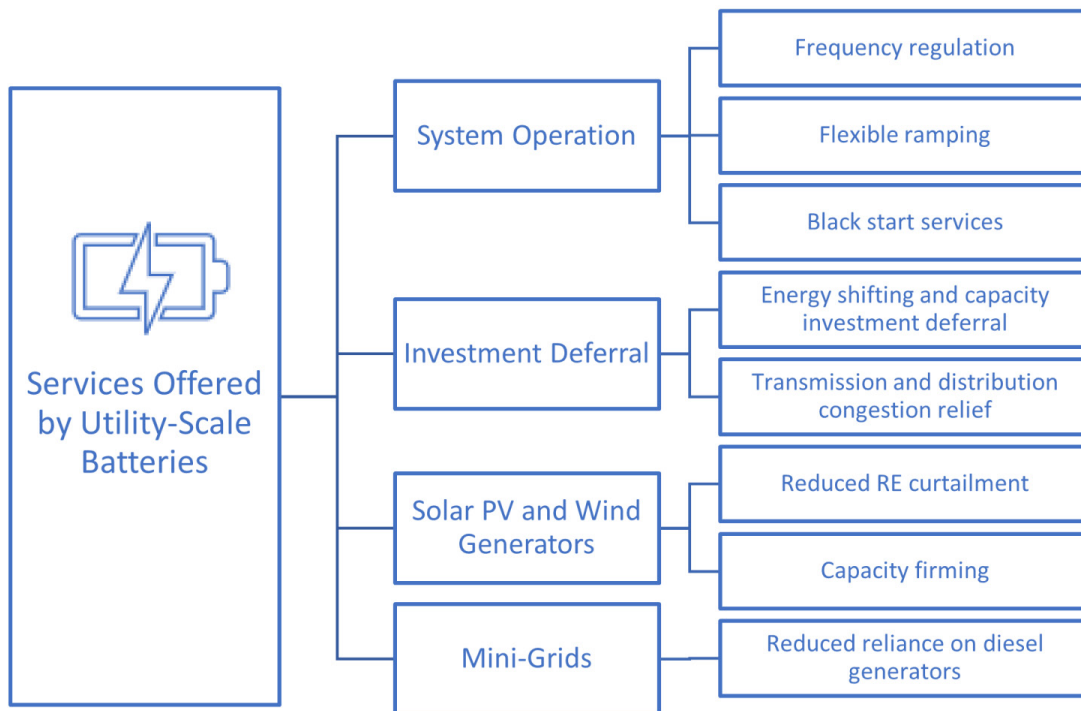 Services Offered
by Utility-Scale
Batteries
System Operation
Frequency regulation
Flexible ramping
Black start services
Investment Deferral
Energy shifting and capacity
investment deferral
Transmission and distribution
congestion relief
Solar PV and Wind
Generators
Reduced RE curtailment
Capacity firming
Mini-Grids
Reduced reliance on diesel
generators